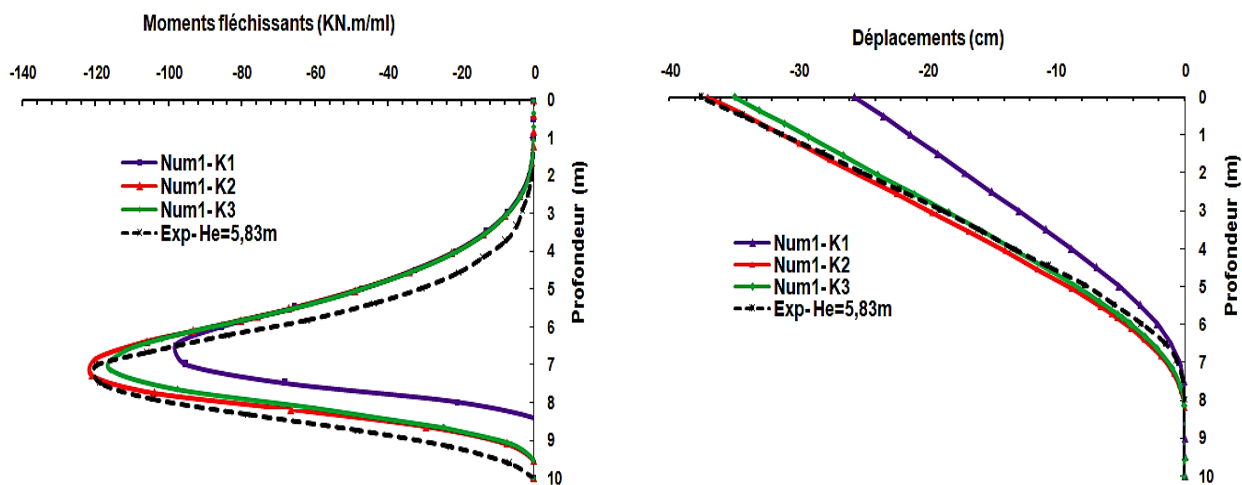 Moments fléchissants (KN.m/ml)
-140 -120 -100 -80 -60 -40 -20 0
0
1
2
3
4
5
6
7
8
9
10
Profondeur (m)
Num1- K1
Num1- K2
Num1- K3
Exp- He=5,83m
Déplacements (cm)
-40 -30 -20 -10 0
0
1
2
3
4
5
6
7
8
9
10
Profondeur (m)
Num1- K1
Num1- K2
Num1- K3
Exp- He=5,83m